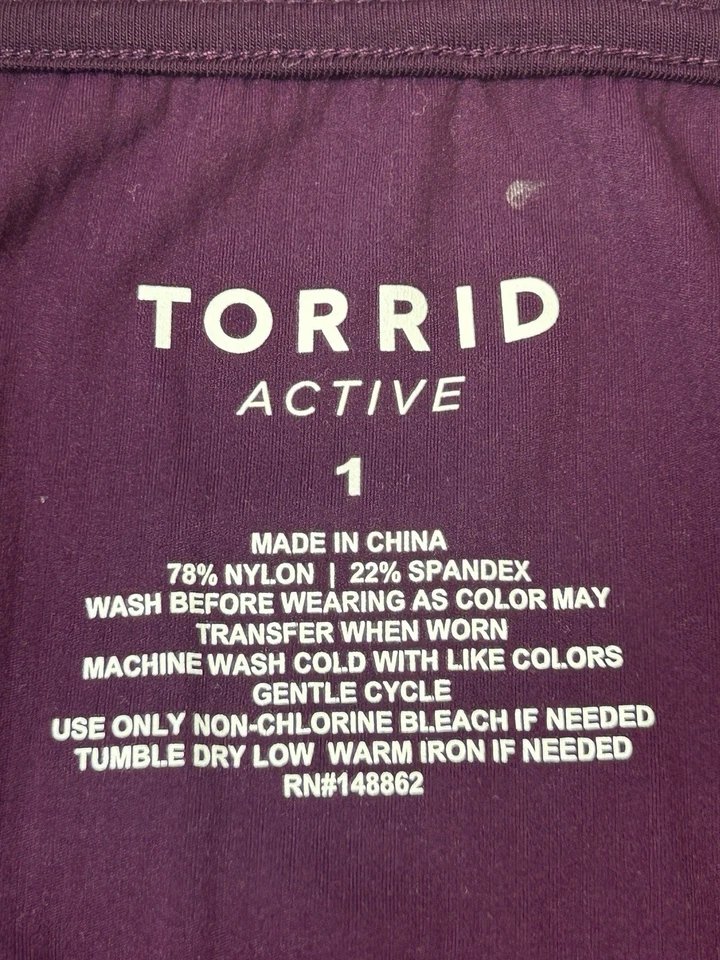 TORRID
ACTIVE
1
MADE IN CHINA
78% NYLON | 22% SPANDEX
WASH BEFORE WEARING AS COLOR MAY
TRANSFER WHEN WORN
MACHINE WASH COLD WITH LIKE COLORS
GENTLE CYCLE
USE ONLY NON-CHLORINE BLEACH IF NEEDED
TUMBLE DRY LOW WARM IRON IF NEEDED
RN#148862